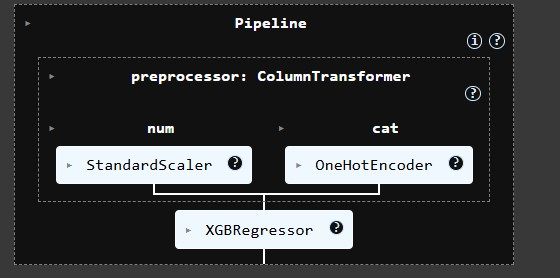 Pipeline
i ?
preprocessor: ColumnTransformer
?
num cat
StandardScaler ? OneHotEncoder ?
XGBRegressor ?